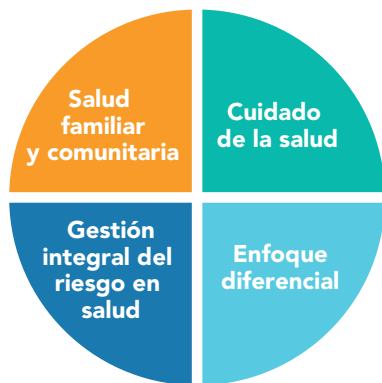 Salud
familiar
y comunitaria
Cuidado
de la salud
Gestión
integral del
riesgo en
salud
Enfoque
diferencial